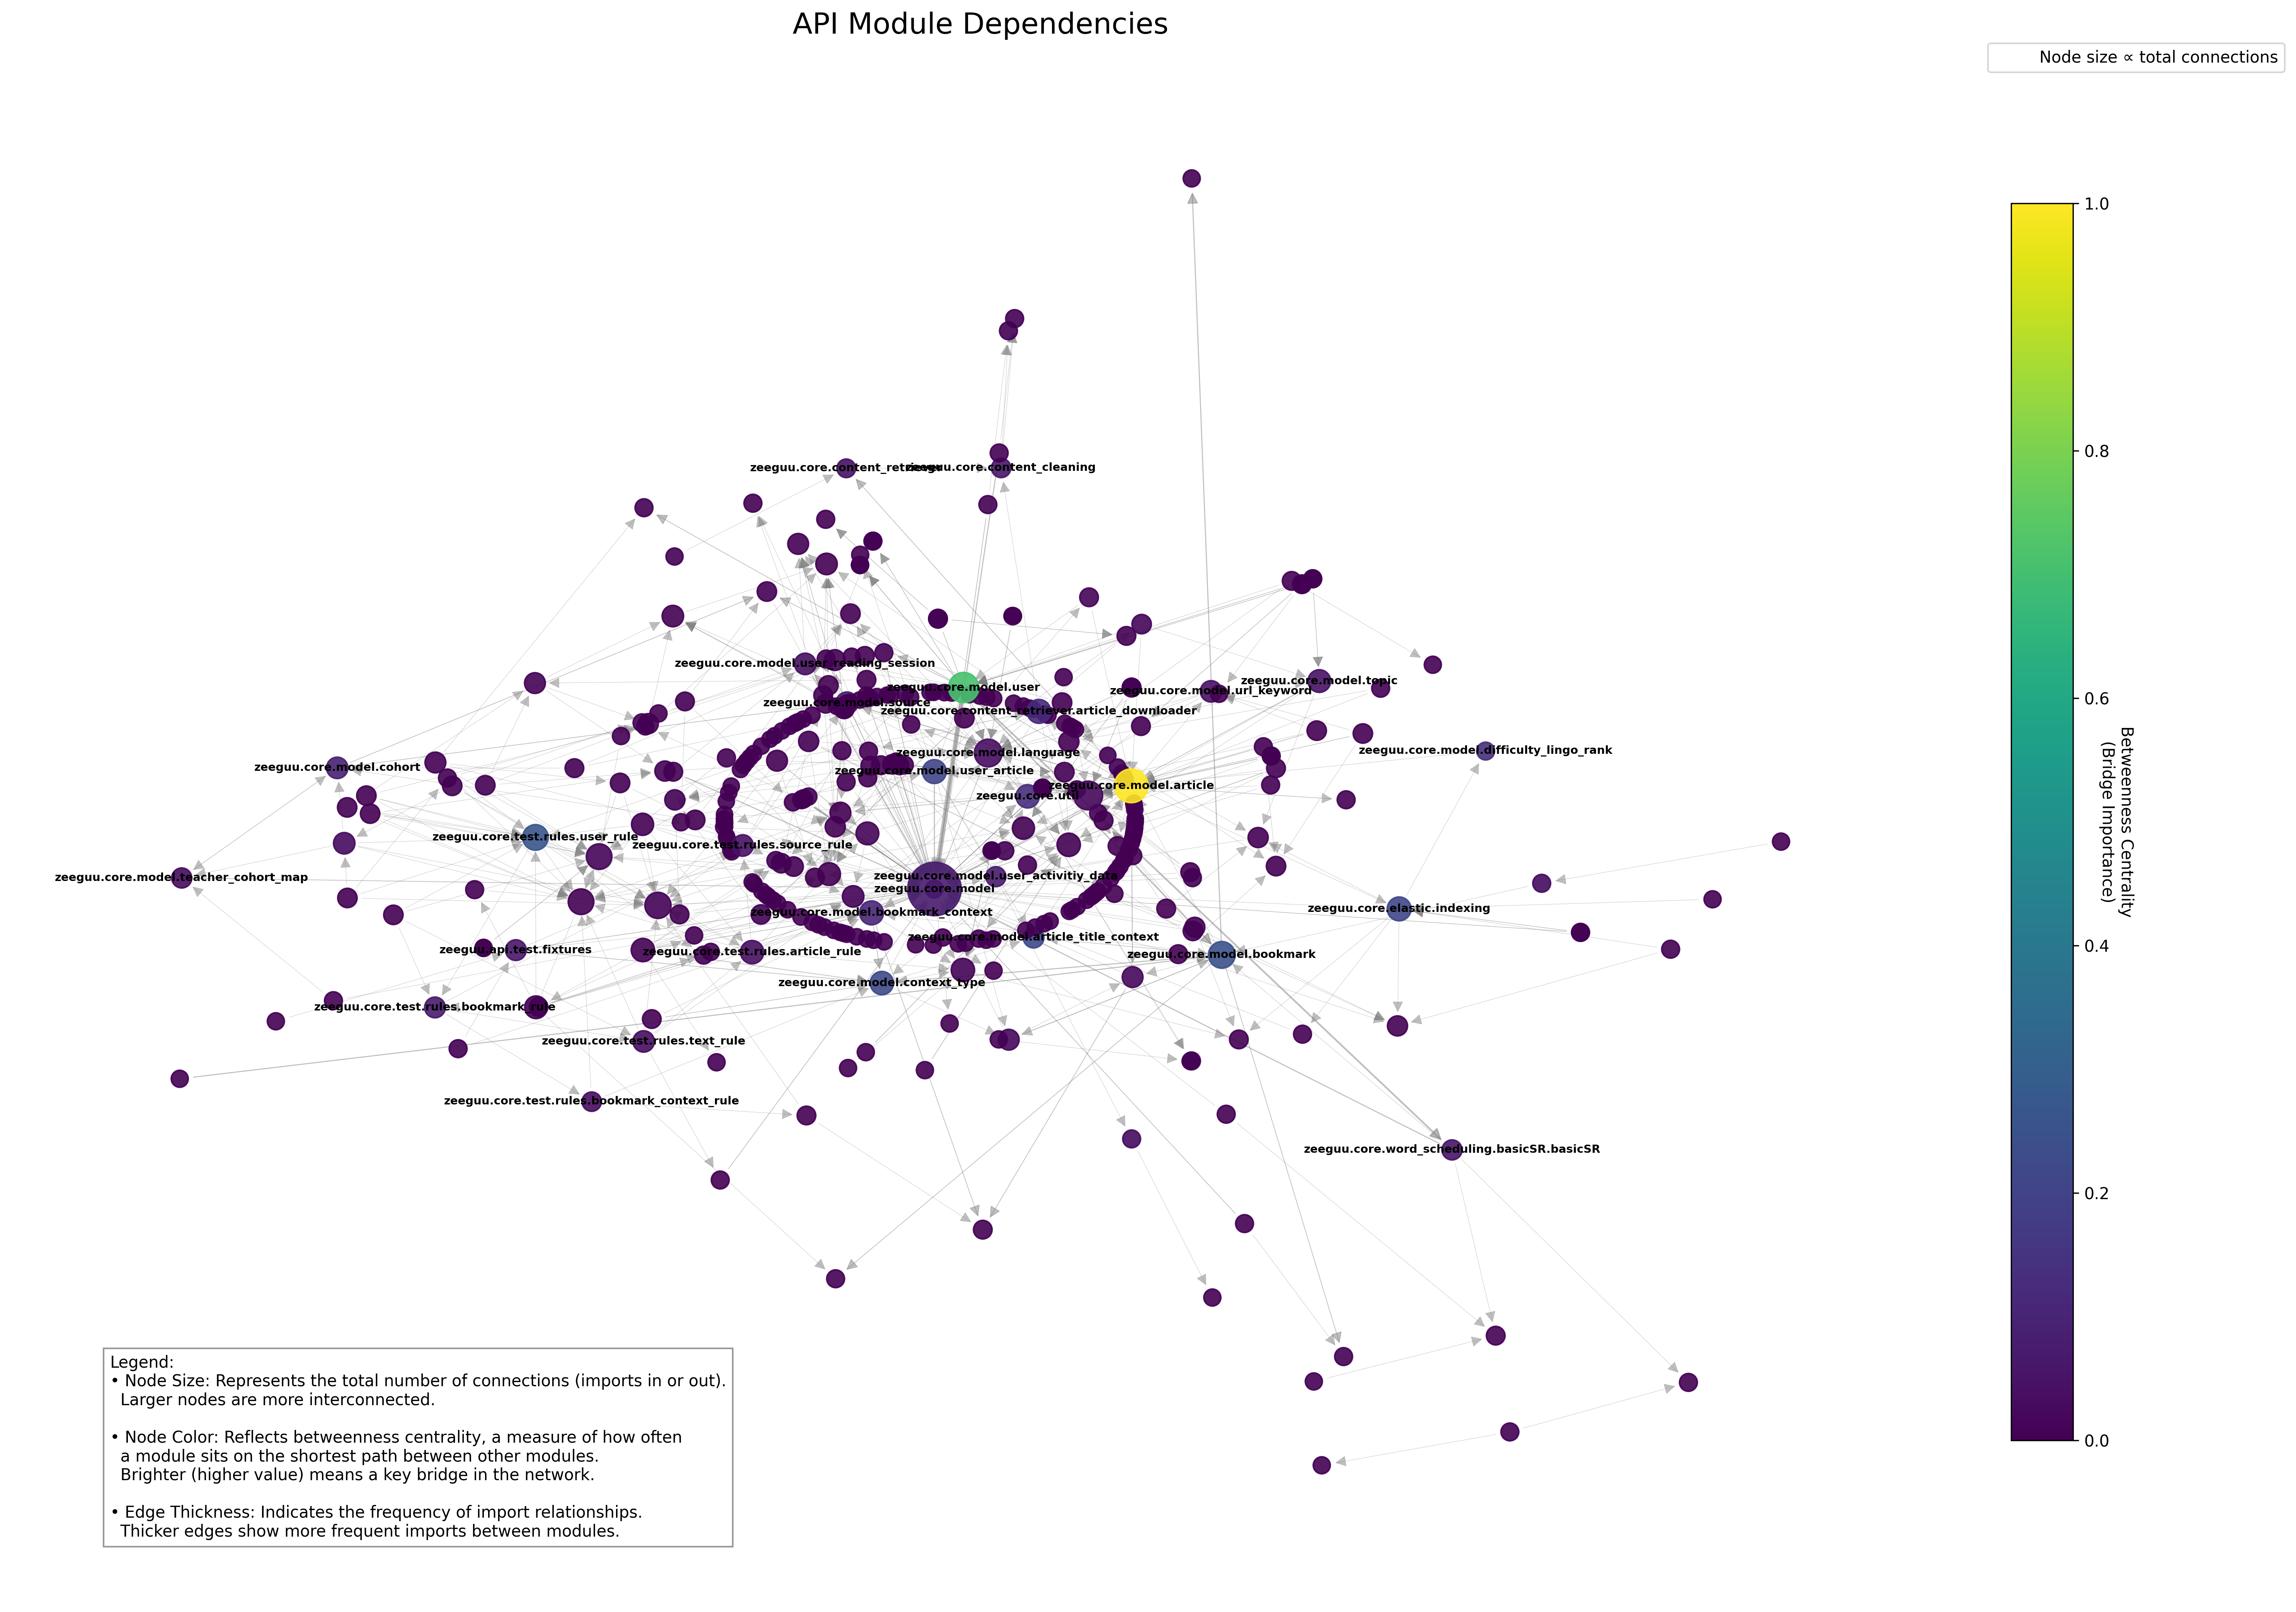 API Module Dependencies
Node size ∝ total connections
1.0
0.8
0.6
0.4
0.2
0.0
Betweenness Centrality
(Bridge Importance)
zeeguu.core.content_retriever
zeeguu.core.content_cleaning
zeeguu.core.model.user_reading_session
zeeguu.core.model.topic
zeeguu.core.model.user
zeeguu.core.model.url_keyword
zeeguu.core.model.source
zeeguu.core.content_retriever.article_downloader
zeeguu.core.model.language
zeeguu.core.model.difficulty_lingo_rank
zeeguu.core.model.cohort
zeeguu.core.model.user_article
zeeguu.core.model.article
zeeguu.core.util
zeeguu.core.test.rules.user_rule
zeeguu.core.test.rules.source_rule
zeeguu.core.model.teacher_cohort_map
zeeguu.core.model.user_activitiy_data
zeeguu.core.model
zeeguu.core.elastic.indexing
zeeguu.core.model.bookmark_context
zeeguu.core.model.article_title_context
zeeguu.api.test.fixtures
zeeguu.core.test.rules.article_rule
zeeguu.core.model.bookmark
zeeguu.core.model.context_type
zeeguu.core.test.rules.bookmark_rule
zeeguu.core.test.rules.text_rule
zeeguu.core.test.rules.bookmark_context_rule
zeeguu.core.word_scheduling.basicSR.basicSR
Legend:
• Node Size: Represents the total number of connections (imports in or out).
Larger nodes are more interconnected.
• Node Color: Reflects betweenness centrality, a measure of how often
a module sits on the shortest path between other modules.
Brighter (higher value) means a key bridge in the network.
• Edge Thickness: Indicates the frequency of import relationships.
Thicker edges show more frequent imports between modules.